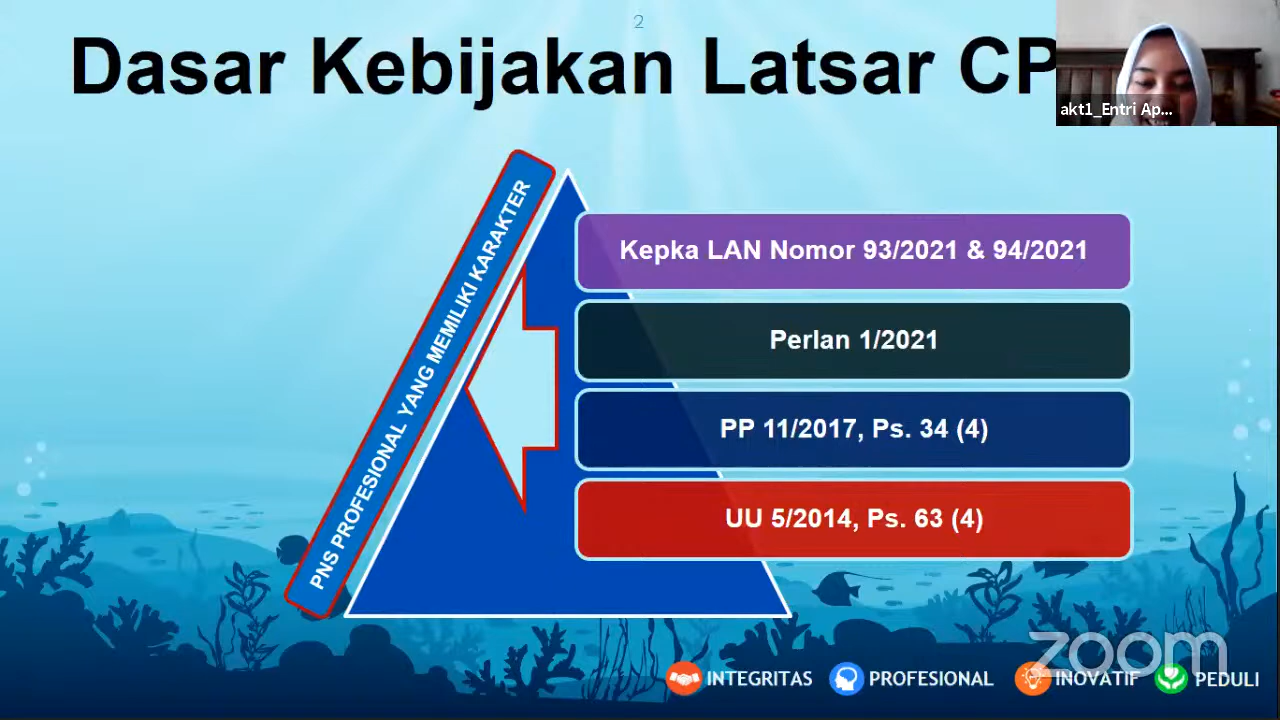 2
Dasar Kebijakan Latsar CP
akt1_Entri Ap...
PNS PROFESIONAL YANG MEMILIKI KARAKTER
Kepka LAN Nomor 93/2021 & 94/2021
Perlan 1/2021
PP 11/2017, Ps. 34 (4)
UU 5/2014, Ps. 63 (4)
zoom
INTEGRITAS PROFESIONAL INOVATIF PEDULI